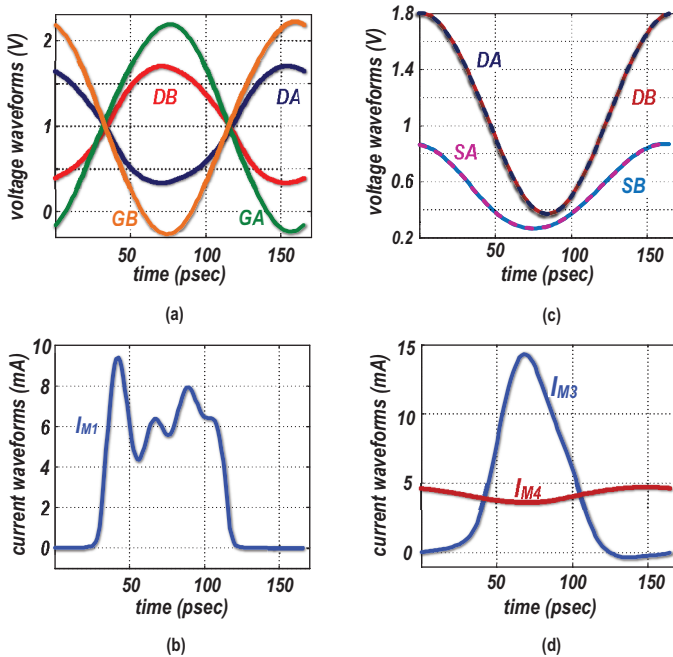 voltage waveforms (V)
2
1
0
DB
DA
GB
GA
50
100
150
time (psec)
(a)
voltage waveforms (V)
1.8
1.4
1
0.6
0.2
DA
DB
SA
SB
50
100
150
time (psec)
(c)
current waveforms (mA)
10
8
6
4
2
0
IM1
50
100
150
time (psec)
(b)
current waveforms (mA)
15
10
5
0
IM3
IM4
50
100
150
time (psec)
(d)